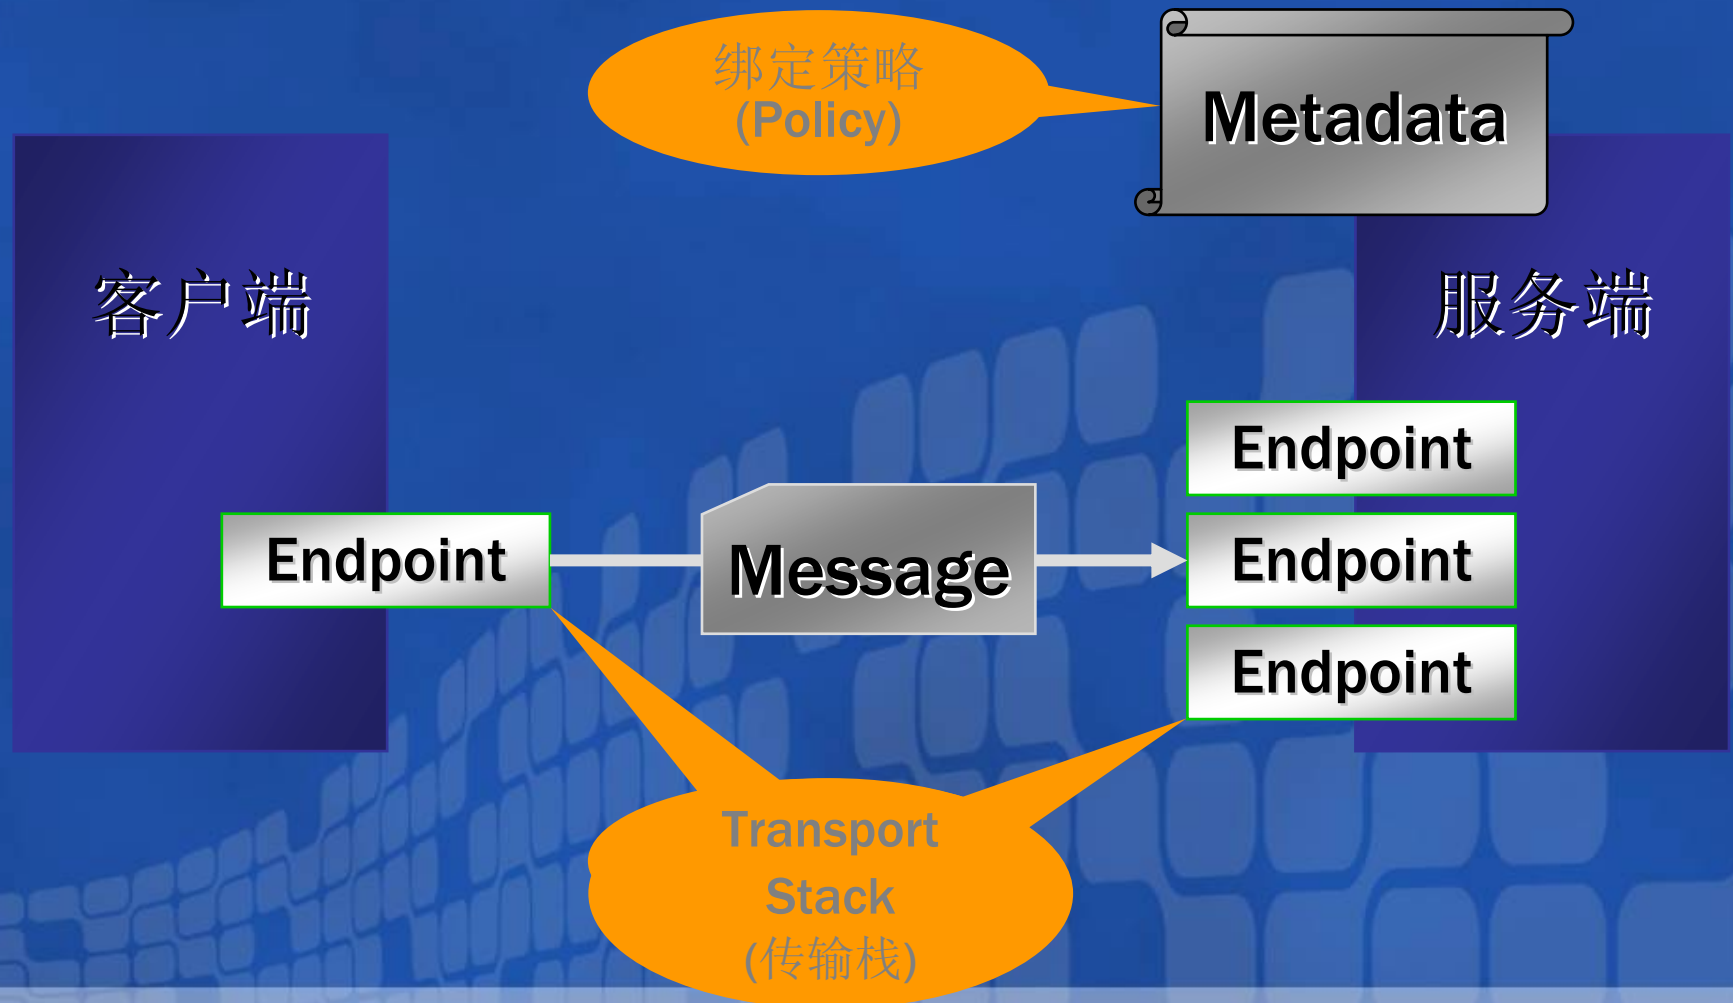 绑定策略
(Policy)
Metadata
客户端
服务端
Endpoint
Endpoint
Message
Endpoint
Endpoint
Transport
Stack
(传输栈)